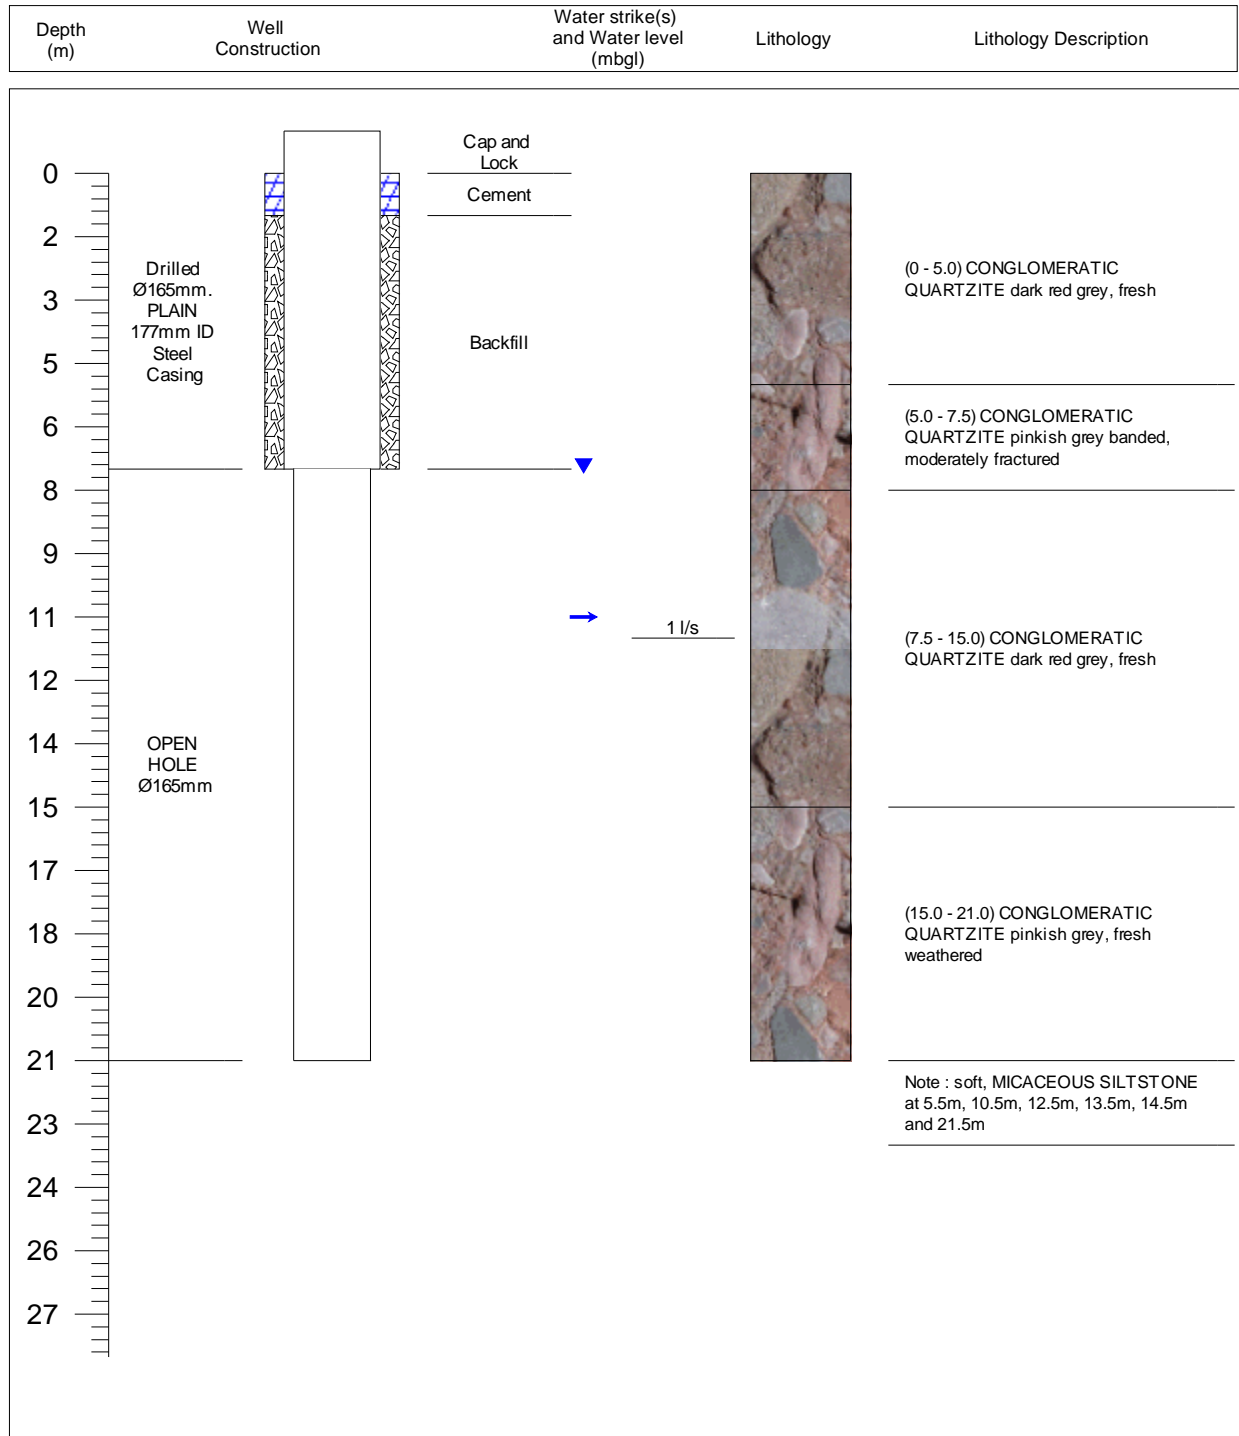 Depth
(m)
Well
Construction
Water strike(s)
and Water level
(mbgl)
Lithology
Lithology Description
Cap and
Lock
0
Cement
2
Drilled
Ø165mm.
PLAIN
177mm ID
Steel
Casing
(0 - 5.0) CONGLOMERATIC
QUARTZITE dark red grey, fresh
3
Backfill
5
6
(5.0 - 7.5) CONGLOMERATIC
QUARTZITE pinkish grey banded,
moderately fractured
8
9
11
1 l/s
(7.5 - 15.0) CONGLOMERATIC
QUARTZITE dark red grey, fresh
12
14
OPEN
HOLE
Ø165mm
15
17
18
(15.0 - 21.0) CONGLOMERATIC
QUARTZITE pinkish grey, fresh
weathered
20
21
Note : soft, MICACEOUS SILTSTONE
at 5.5m, 10.5m, 12.5m, 13.5m, 14.5m
and 21.5m
23
24
26
27